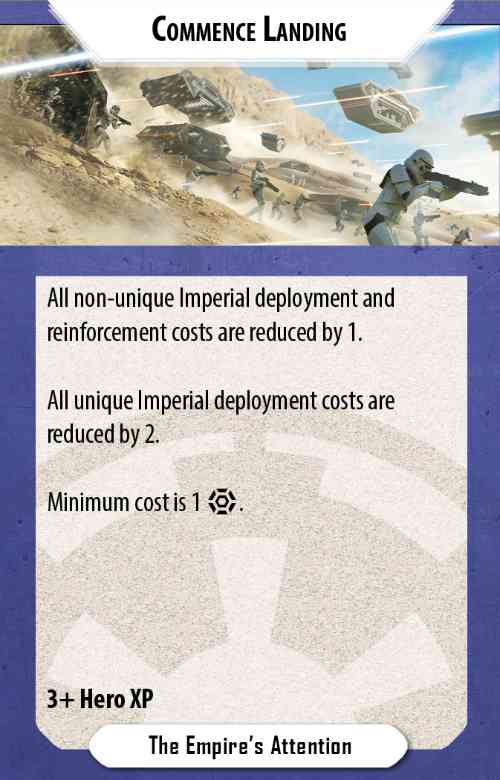 Commence Landing
All non-unique Imperial deployment and
reinforcement costs are reduced by 1.
All unique Imperial deployment costs are
reduced by 2.
Minimum cost is 1 .
3+ Hero XP
The Empire's Attention